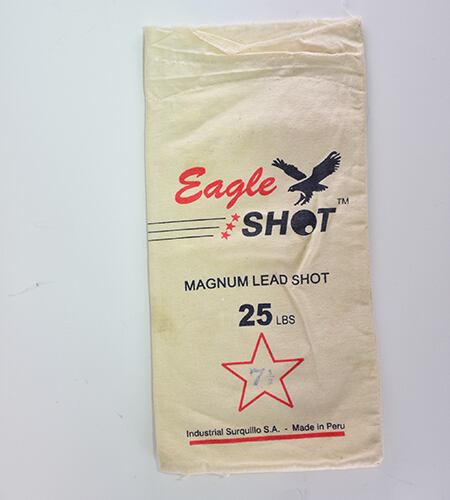 Eagle
SHOT™
MAGNUM LEAD SHOT
25 LBS
7½
Industrial Surquillo S.A. - Made in Peru